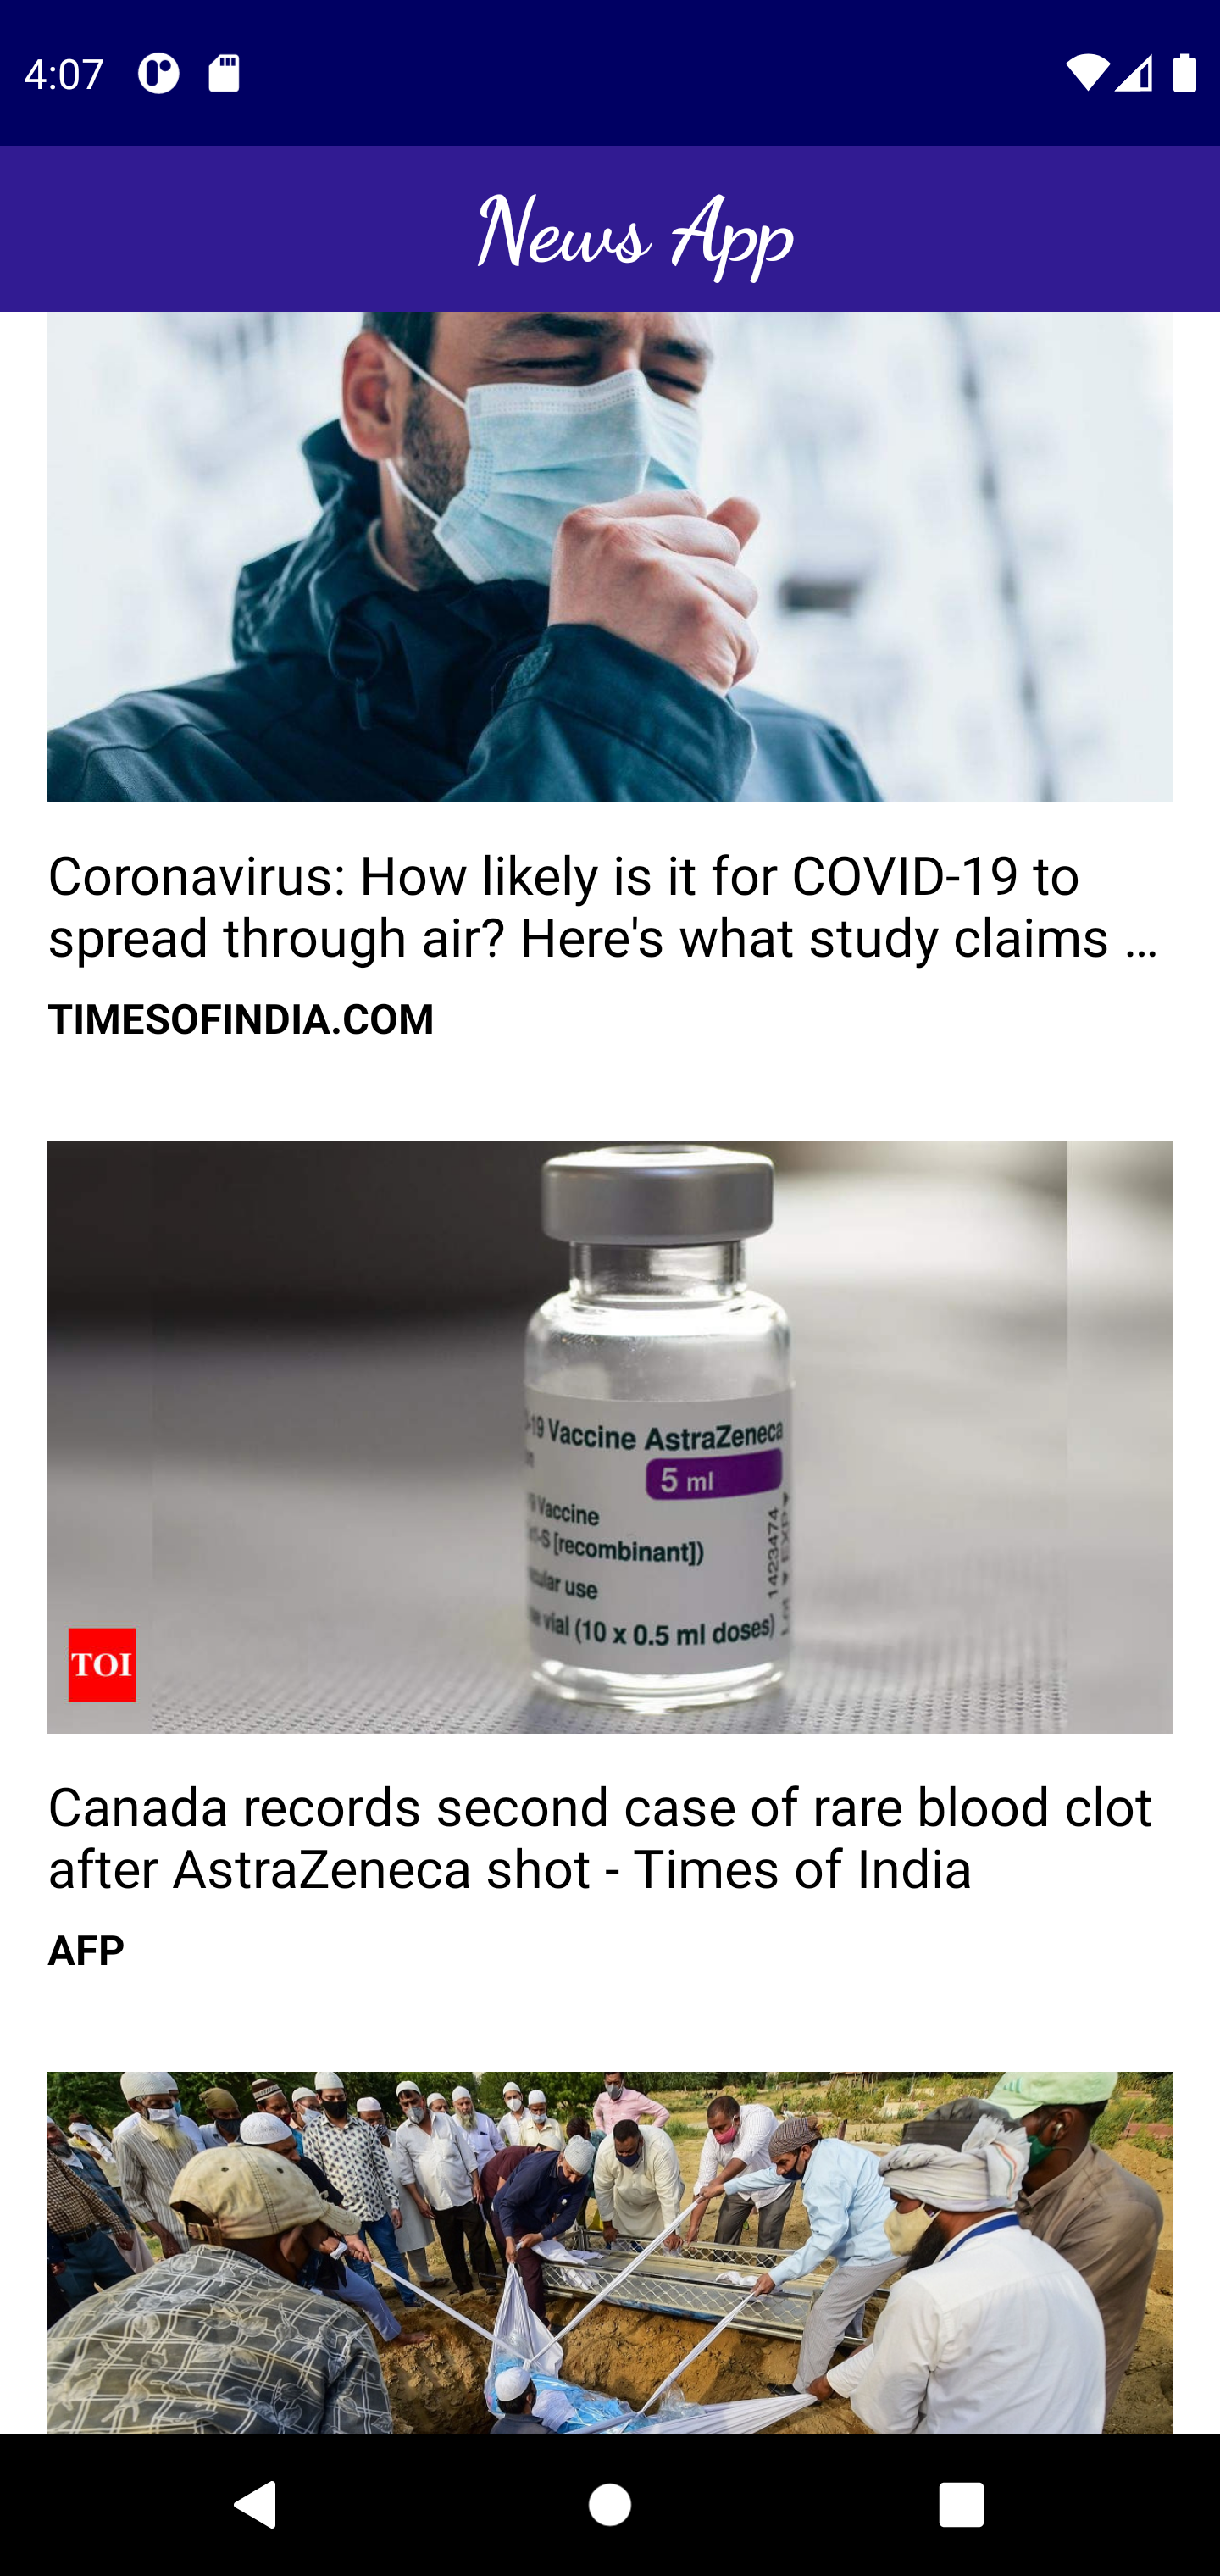 4:07
News App
Coronavirus: How likely is it for COVID-19 to
spread through air? Here's what study claims ...
TIMESOFINDIA.COM
-19 Vaccine AstraZeneca
5 ml
Vaccine
-S [recombinant])
use
vial (10 x 0.5 ml doses)
1423474
EXP
TOI
Canada records second case of rare blood clot
after AstraZeneca shot - Times of India
AFP